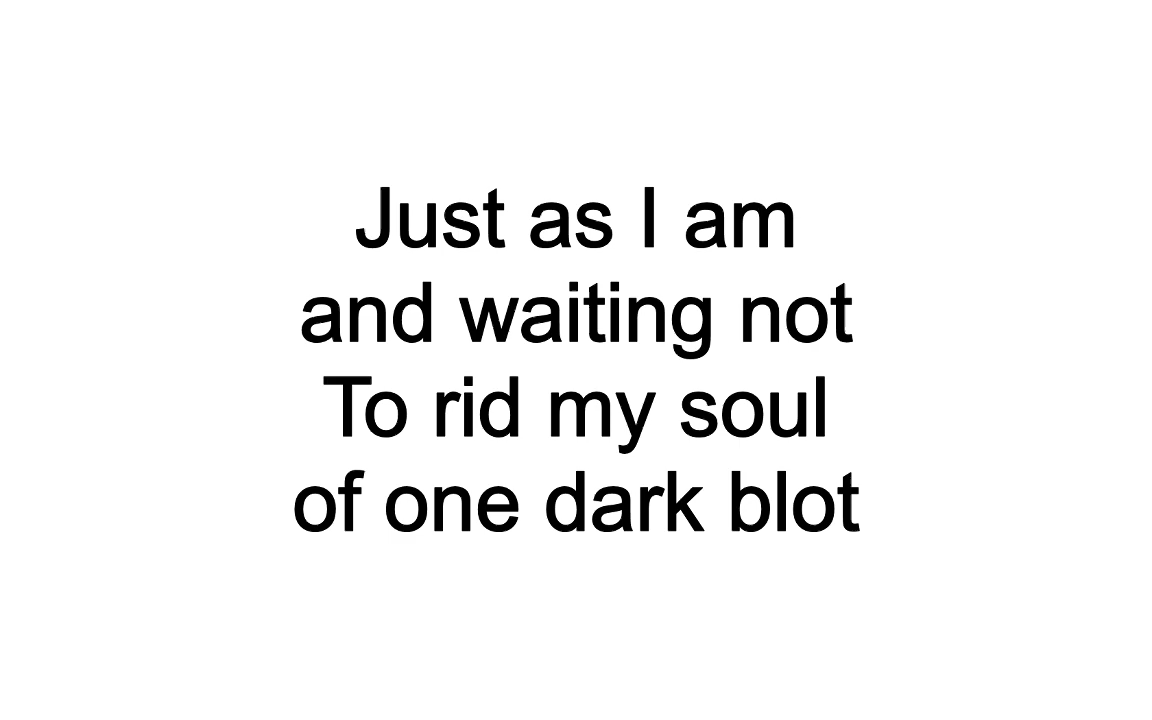 Just as I am
and waiting not
To rid my soul
of one dark blot